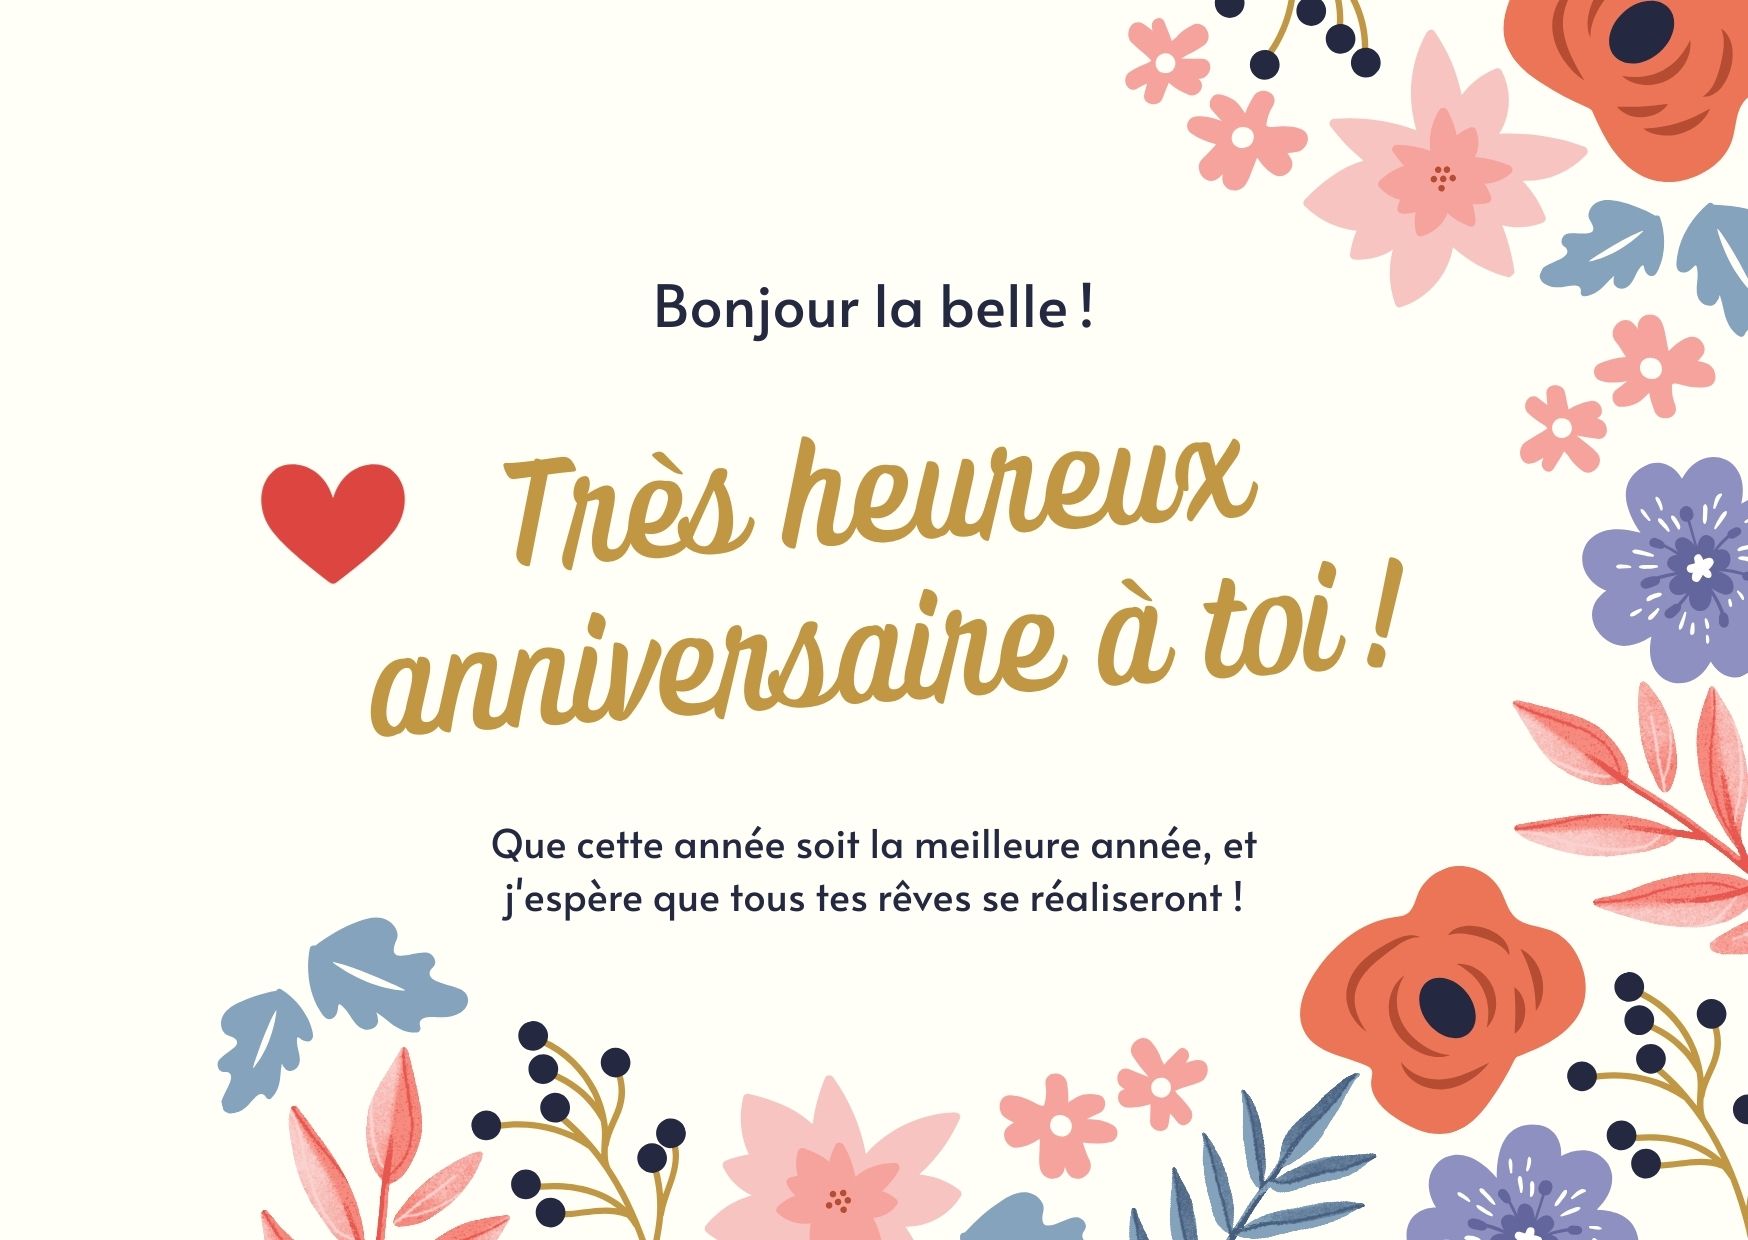 Bonjour la belle !
Très heureux
anniversaire à toi !
Que cette année soit la meilleure année, et
j'espère que tous tes rêves se réaliseront !